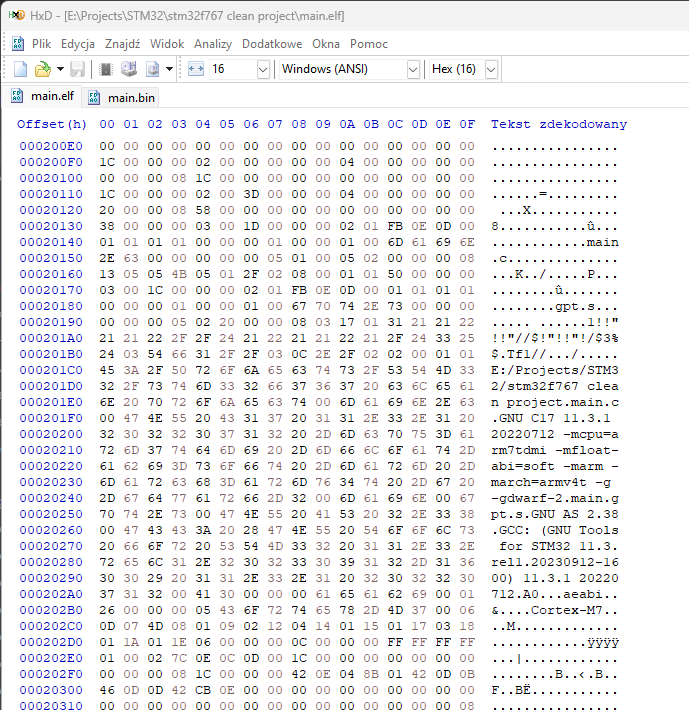 HxD - [E:\Projects\STM32\stm32f767 clean project\main.elf]
Plik Edycja Znajdź Widok Analizy Dodatkowe Okna Pomoc
16 Windows (ANSI) Hex (16)
main.elf main.bin
Offset(h) 00 01 02 03 04 05 06 07 08 09 0A 0B 0C 0D 0E 0F Tekst zdekodowany
000200E0 00 00 00 00 00 00 00 00 00 00 00 00 00 00 00 00 ................
000200F0 1C 00 00 00 02 00 00 00 00 00 04 00 00 00 00 00 ................
00020100 00 00 00 08 1C 00 00 00 00 00 00 00 00 00 00 00 ................
00020110 1C 00 00 00 02 00 3D 00 00 00 04 00 00 00 00 00 ......=.........
00020120 20 00 00 08 58 00 00 00 00 00 00 00 00 00 00 00  ...X...........
00020130 38 00 00 00 03 00 1D 00 00 00 02 01 FB 0E 0D 00 8...........û...
00020140 01 01 01 01 00 00 00 01 00 00 01 00 6D 61 69 6E ............main
00020150 2E 63 00 00 00 00 00 05 01 00 05 02 00 00 00 08 .c..............
00020160 13 05 05 4B 05 01 2F 02 08 00 01 01 50 00 00 00 ...K../.....P...
00020170 03 00 1C 00 00 00 02 01 FB 0E 0D 00 01 01 01 01 ........û.......
00020180 00 00 00 01 00 00 01 00 67 70 74 2E 73 00 00 00 ........gpt.s...
00020190 00 00 00 05 02 20 00 00 08 03 17 01 31 21 21 22 ..... ......1!!"
000201A0 21 21 22 2F 2F 24 21 22 21 22 21 2F 24 33 25 !!"//$!"!"!/$3%
000201B0 24 03 54 66 31 2F 2F 03 0C 2E 2F 02 02 00 01 01 $.Tf1//.../.....
000201C0 45 3A 2F 50 72 6F 6A 65 63 74 73 2F 53 54 4D 33 E:/Projects/STM3
000201D0 32 2F 73 74 6D 33 32 66 37 36 37 20 63 6C 65 61 2/stm32f767 clea
000201E0 6E 20 70 72 6F 6A 65 63 74 00 6D 61 69 6E 2E 63 n project.main.c
000201F0 00 47 4E 55 20 43 31 37 20 31 31 2E 33 2E 31 20 .GNU C17 11.3.1 
00020200 32 30 32 32 30 37 31 32 20 2D 6D 63 70 75 3D 61 20220712 -mcpu=a
00020210 72 6D 37 74 64 6D 69 20 2D 6D 66 6C 6F 61 74 2D rm7tdmi -mfloat-
00020220 61 62 69 3D 73 6F 66 74 20 2D 6D 61 72 6D 20 2D abi=soft -marm -
00020230 6D 61 72 63 68 3D 61 72 6D 76 34 74 20 2D 67 20 march=armv4t -g 
00020240 2D 67 64 77 61 72 66 2D 32 00 6D 61 69 6E 00 67 -gdwarf-2.main.g
00020250 70 74 2E 73 00 47 4E 55 20 41 53 20 32 2E 33 38 pt.s.GNU AS 2.38
00020260 00 47 43 43 3A 20 28 47 4E 55 20 54 6F 6F 6C 73 .GCC: (GNU Tools
00020270 20 66 6F 72 20 53 54 4D 33 32 20 31 31 2E 33 2E  for STM32 11.3.
00020280 72 65 6C 31 2E 32 30 32 33 30 39 31 32 2D 31 36 rel1.20230912-16
00020290 30 30 29 20 31 31 2E 33 2E 31 20 32 30 32 32 30 00) 11.3.1 20220
000202A0 37 31 32 00 41 30 00 00 00 61 65 61 62 69 00 01 712.A0...aeabi..
000202B0 26 00 00 00 05 43 6F 72 74 65 78 2D 4D 37 00 06 &....Cortex-M7..
000202C0 0D 07 4D 08 01 09 02 12 04 14 01 15 01 17 03 18 ..M.............
000202D0 01 1A 01 1E 06 00 00 00 0C 00 00 00 FF FF FF FF ............ÿÿÿÿ
000202E0 01 00 02 7C 0E 0C 0D 00 1C 00 00 00 00 00 00 00 ...|............
000202F0 00 00 00 08 1C 00 00 00 42 0E 04 8B 01 42 0D 0B ........B..‹.B..
00020300 46 0D 0D 42 CB 0E 00 00 00 00 00 00 00 00 00 00 F..BË...........
00020310 00 00 00 00 00 00 00 00 00 00 00 00 00 00 00 08